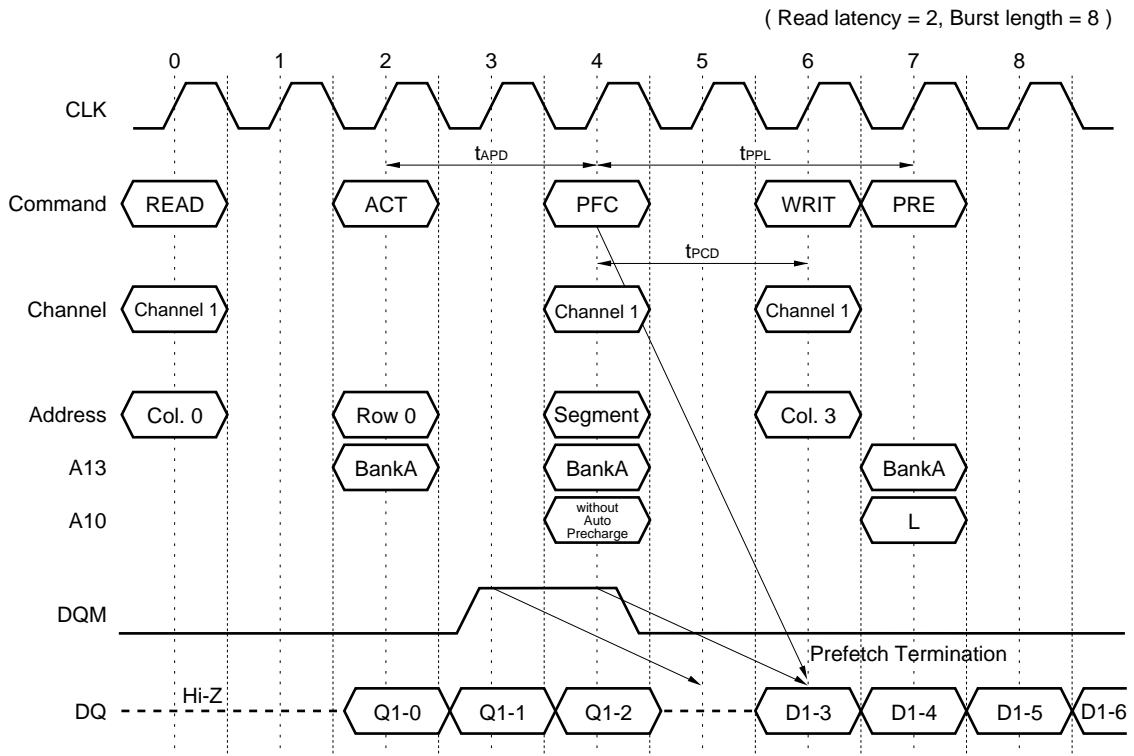 ( Read latency = 2, Burst length = 8 )
0 1 2 3 4 5 6 7 8
CLK
tAPD tPPL
Command READ ACT PFC WRIT PRE
tPCD
Channel Channel 1 Channel 1 Channel 1
Address Col. 0 Row 0 Segment Col. 3
A13 BankA BankA BankA
A10 without Auto Precharge L
DQM
Prefetch Termination
Hi-Z
DQ Q1-0 Q1-1 Q1-2 D1-3 D1-4 D1-5 D1-6